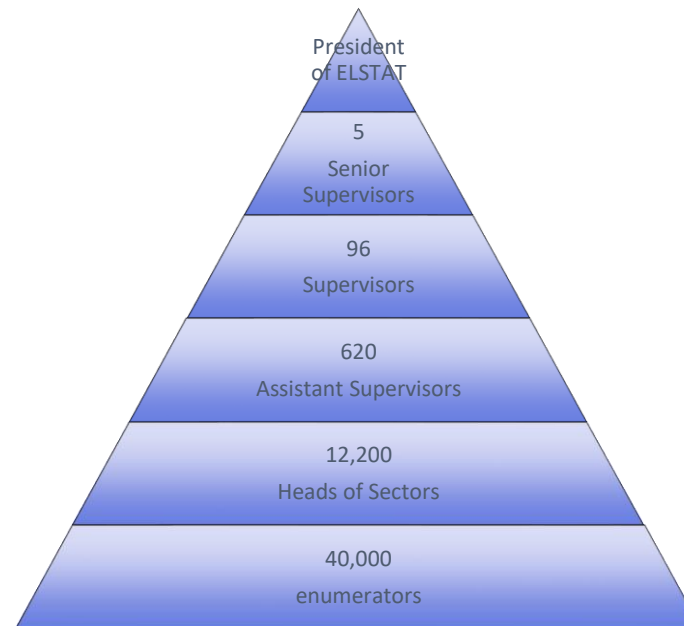 President
of ELSTAT
5
Senior
Supervisors
96
Supervisors
620
Assistant Supervisors
12,200
Heads of Sectors
40,000
enumerators